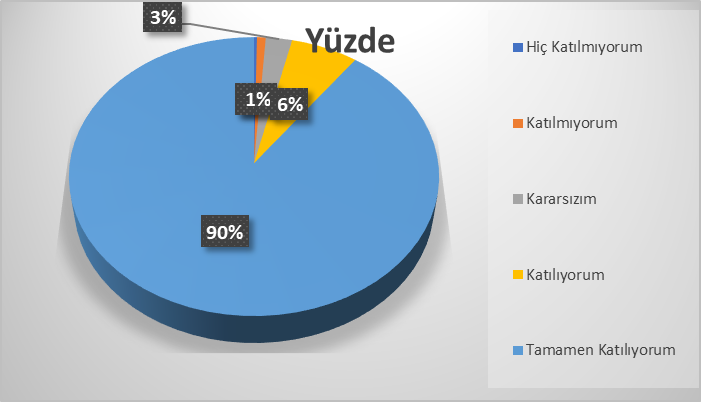 3%
Yüzde
1%
6%
90%
Hiç Katılmıyorum
Katılmıyorum
Kararsızım
Katılıyorum
Tamamen Katılıyorum